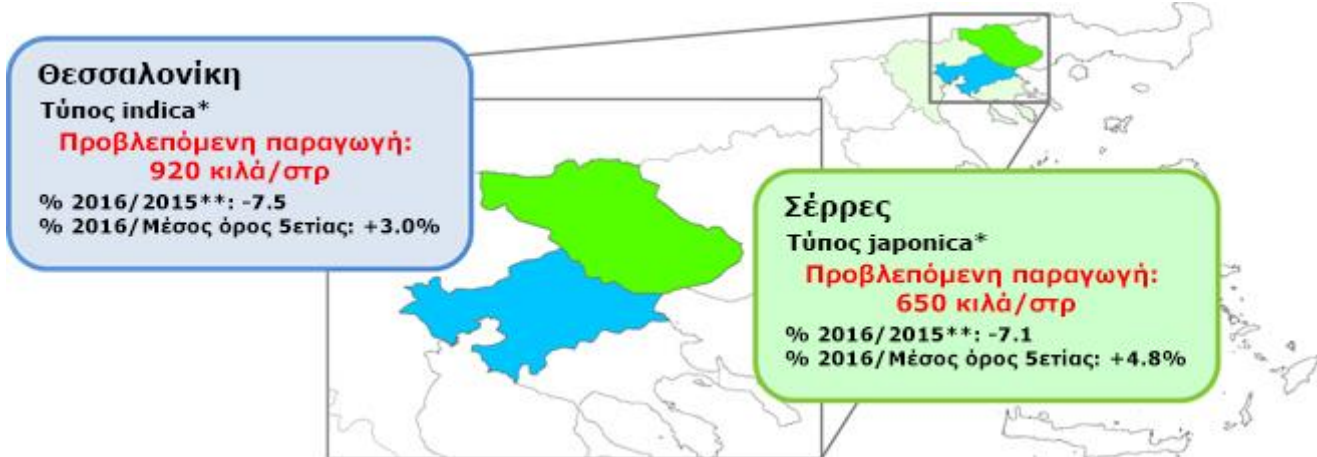 Θεσσαλονίκη
Τύπος indica*
Προβλεπόμενη παραγωγή:
920 κιλά/στρ
% 2016/2015**: -7.5
% 2016/Μέσος όρος 5ετίας: +3.0%
Σέρρες
Τύπος japonica*
Προβλεπόμενη παραγωγή:
650 κιλά/στρ
% 2016/2015**: -7.1
% 2016/Μέσος όρος 5ετίας: +4.8%